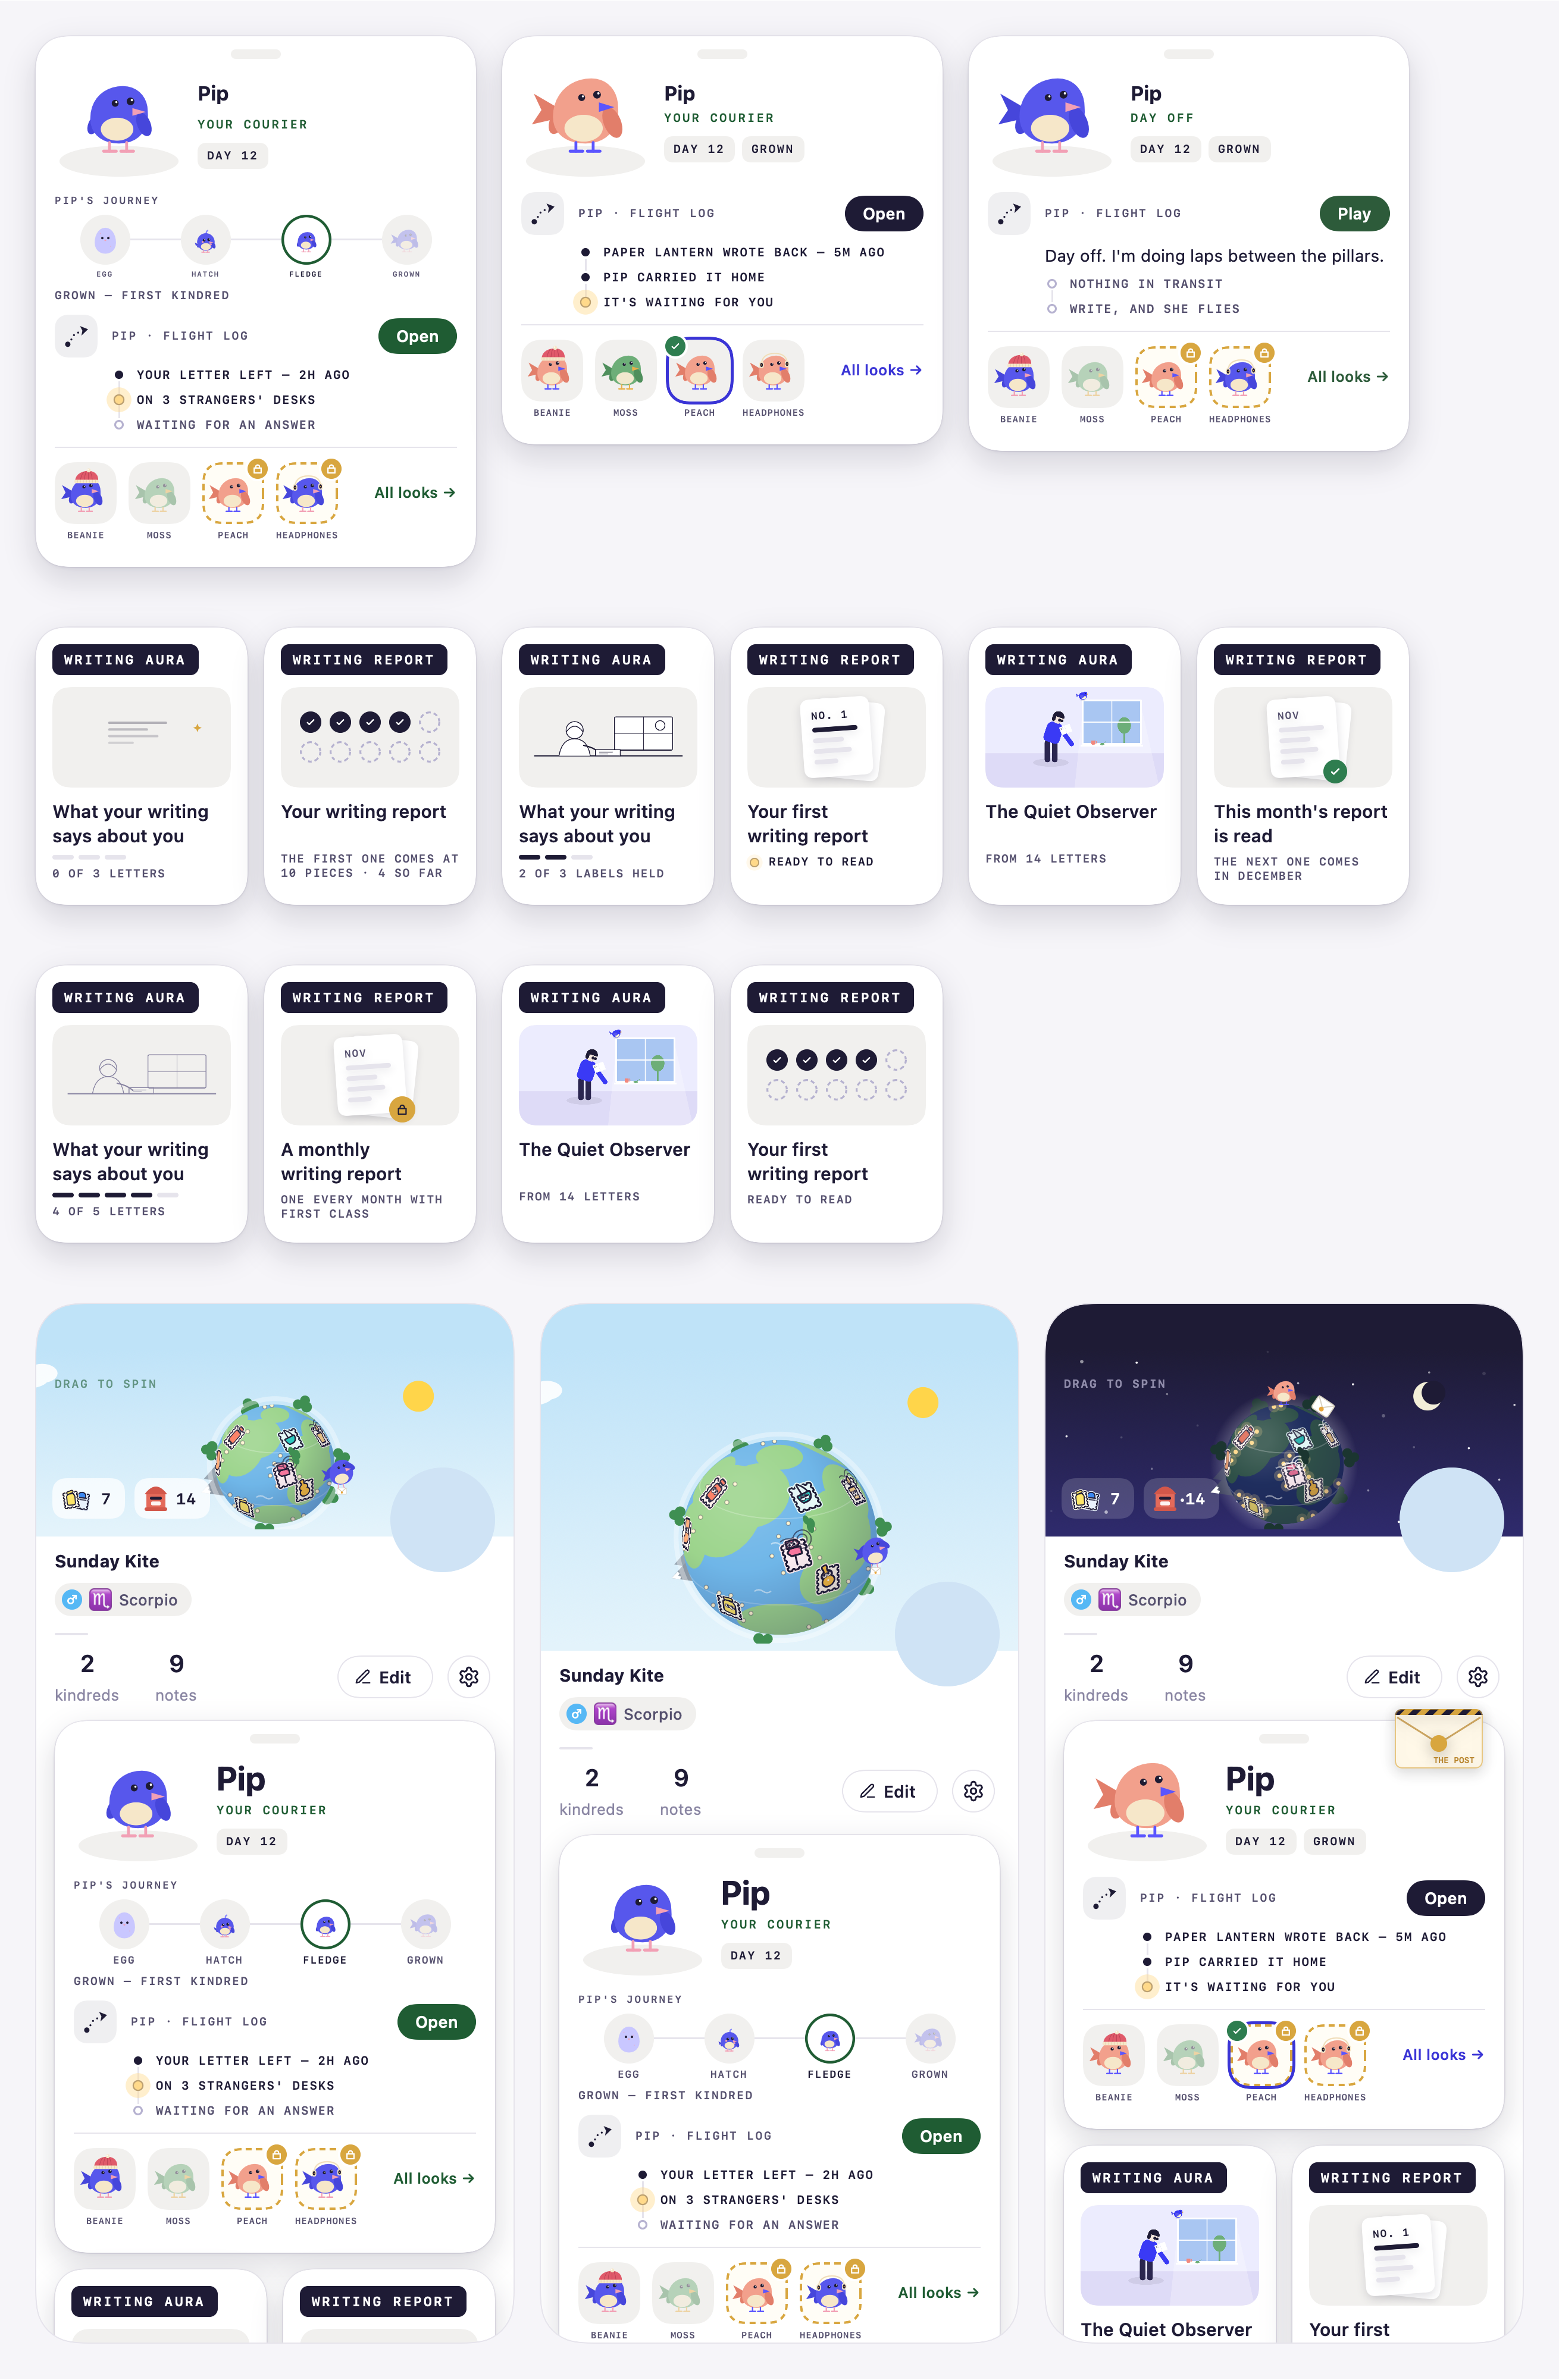 Pip
YOUR COURIER
DAY 12
PIP'S JOURNEY
EGG
HATCH
FLEDGE
GROWN
GROWN — FIRST KINDRED
PIP · FLIGHT LOG
Open
YOUR LETTER LEFT — 2H AGO
ON 3 STRANGERS' DESKS
WAITING FOR AN ANSWER
BEANIE
MOSS
PEACH
HEADPHONES
All looks →
Pip
YOUR COURIER
DAY 12
GROWN
PIP · FLIGHT LOG
Open
PAPER LANTERN WROTE BACK — 5M AGO
PIP CARRIED IT HOME
IT'S WAITING FOR YOU
BEANIE
MOSS
PEACH
HEADPHONES
All looks →
Pip
DAY OFF
DAY 12
GROWN
PIP · FLIGHT LOG
Play
Day off. I'm doing laps between the pillars.
NOTHING IN TRANSIT
WRITE, AND SHE FLIES
BEANIE
MOSS
PEACH
HEADPHONES
All looks →
WRITING AURA
What your writing
says about you
0 OF 3 LETTERS
WRITING REPORT
Your writing report
THE FIRST ONE COMES AT
10 PIECES · 4 SO FAR
WRITING AURA
What your writing
says about you
2 OF 3 LABELS HELD
WRITING REPORT
NO. 1
Your first
writing report
READY TO READ
WRITING AURA
The Quiet Observer
FROM 14 LETTERS
WRITING REPORT
NOV
This month's report
is read
THE NEXT ONE COMES
IN DECEMBER
WRITING AURA
What your writing
says about you
4 OF 5 LETTERS
WRITING REPORT
NOV
A monthly
writing report
ONE EVERY MONTH WITH
FIRST CLASS
WRITING AURA
The Quiet Observer
FROM 14 LETTERS
WRITING REPORT
Your first
writing report
READY TO READ
DRAG TO SPIN
7
14
Sunday Kite
♂ ♏ Scorpio
2
kindreds
9
notes
Edit
Pip
YOUR COURIER
DAY 12
PIP'S JOURNEY
EGG
HATCH
FLEDGE
GROWN
GROWN — FIRST KINDRED
PIP · FLIGHT LOG
Open
YOUR LETTER LEFT — 2H AGO
ON 3 STRANGERS' DESKS
WAITING FOR AN ANSWER
BEANIE
MOSS
PEACH
HEADPHONES
All looks →
WRITING AURA
WRITING REPORT
Sunday Kite
♂ ♏ Scorpio
2
kindreds
9
notes
Edit
Pip
YOUR COURIER
DAY 12
PIP'S JOURNEY
EGG
HATCH
FLEDGE
GROWN
GROWN — FIRST KINDRED
PIP · FLIGHT LOG
Open
YOUR LETTER LEFT — 2H AGO
ON 3 STRANGERS' DESKS
WAITING FOR AN ANSWER
BEANIE
MOSS
PEACH
HEADPHONES
All looks →
DRAG TO SPIN
7
14
Sunday Kite
♂ ♏ Scorpio
2
kindreds
9
notes
Edit
THE POST
Pip
YOUR COURIER
DAY 12
GROWN
PIP · FLIGHT LOG
Open
PAPER LANTERN WROTE BACK — 5M AGO
PIP CARRIED IT HOME
IT'S WAITING FOR YOU
BEANIE
MOSS
PEACH
HEADPHONES
All looks →
WRITING AURA
The Quiet Observer
WRITING REPORT
NO. 1
Your first